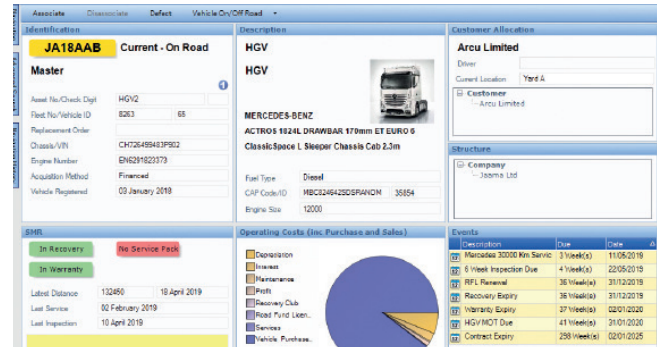 Associate Disassociate Defect Vehicle On/Off Road
Identification
JA18AAB Current - On Road
Master
Asset No/Check Digit HGV2
Fleet No/Vehicle ID 8263 65
Replacement Order
Chassis/VIN CH726499483F902
Engine Number EN6291823373
Acquistion Method Financed
Vehicle Registered 03 January 2018
Description
HGV
HGV
MERCEDES-BENZ
ACTROS 1824L DRAWBAR 170mm ET EURO 6
ClassicSpace L Sleeper Chassis Cab 2.3m
Fuel Type Diesel
CAP Code/ID 35854
Engine Size 12000
Customer Allocation
Arcu Limited
Driver
Current Location Yard A
Customer
Arcu Limited
Structure
Company
Jaama Ltd
SMR
In Recovery No Service Pack
In Warranty
Latest Distance 132450 18 April 2019
Last Service 02 February 2019
Last Inspection 10 April 2019
Operating Costs (Inc Purchase and Sales)
Depreciation
Interest
Maintenance
Profit
Recovery Club
Road Fund Licen..
Services
Vehicle Purchase..
Events
Description Due Date
Mercedes 30000 Km Servic 3 Week(s) 11/05/2019
6 Week Inspection Due 4 Week(s) 22/05/2019
RFL Renewal 36 Week(s) 31/12/2019
Recovery Expiry 36 Week(s) 31/12/2019
Warranty Expiry 37 Week(s) 02/01/2020
HGV MOT Due 41 Week(s) 31/01/2020
Contract Expiry 298 Week(s) 02/01/2025